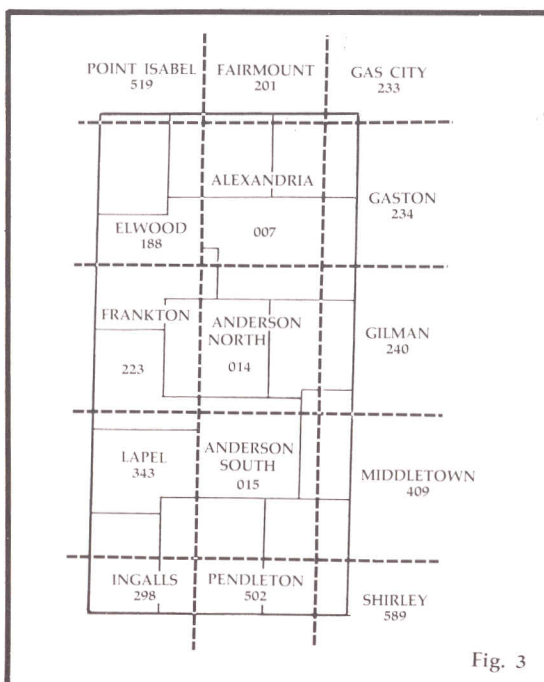 POINT ISABEL FAIRMOUNT GAS CITY
519 201 233
ALEXANDRIA
GASTON
234
ELWOOD
188
007
FRANKTON
ANDERSON
NORTH
014
GILMAN
240
223
LAPEL
343
ANDERSON
SOUTH
015
MIDDLETOWN
409
INGALLS
298
PENDLETON
502
SHIRLEY
589
Fig. 3